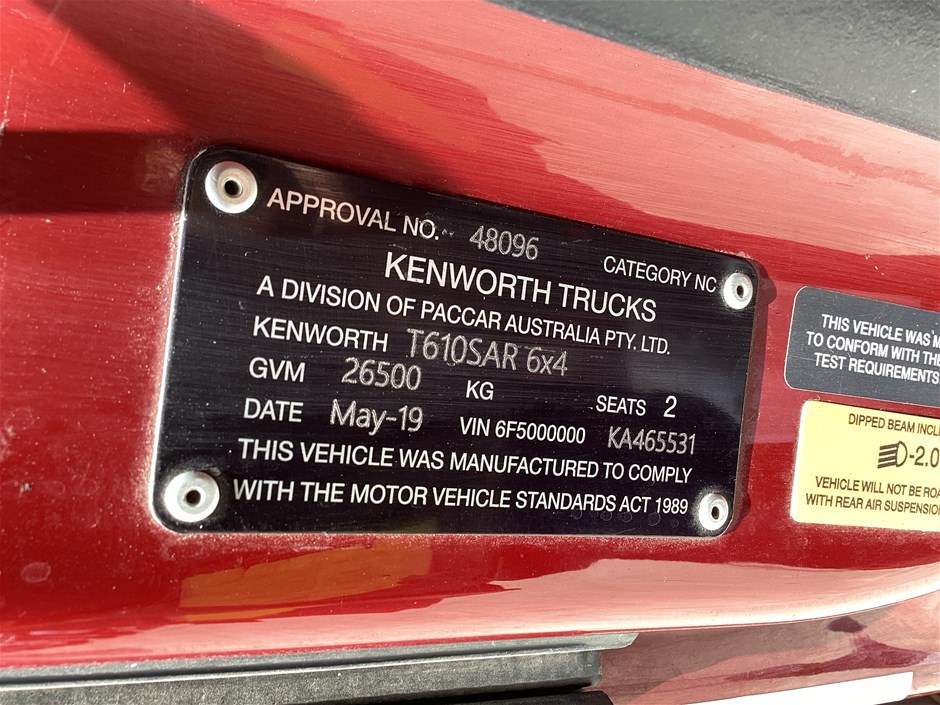 APPROVAL NO. 48096 CATEGORY NC
KENWORTH TRUCKS
A DIVISION OF PACCAR AUSTRALIA PTY. LTD.
KENWORTH T610SAR 6x4
GVM 26500 KG SEATS 2
DATE May-19 VIN 6F5000000 KA465531
THIS VEHICLE WAS MANUFACTURED TO COMPLY
WITH THE MOTOR VEHICLE STANDARDS ACT 1989
THIS VEHICLE WAS
TO CONFORM WITH THE
TEST REQUIREMENTS
DIPPED BEAM
-2.0
VEHICLE WILL NOT BE
WITH REAR AIR SUSPENSION